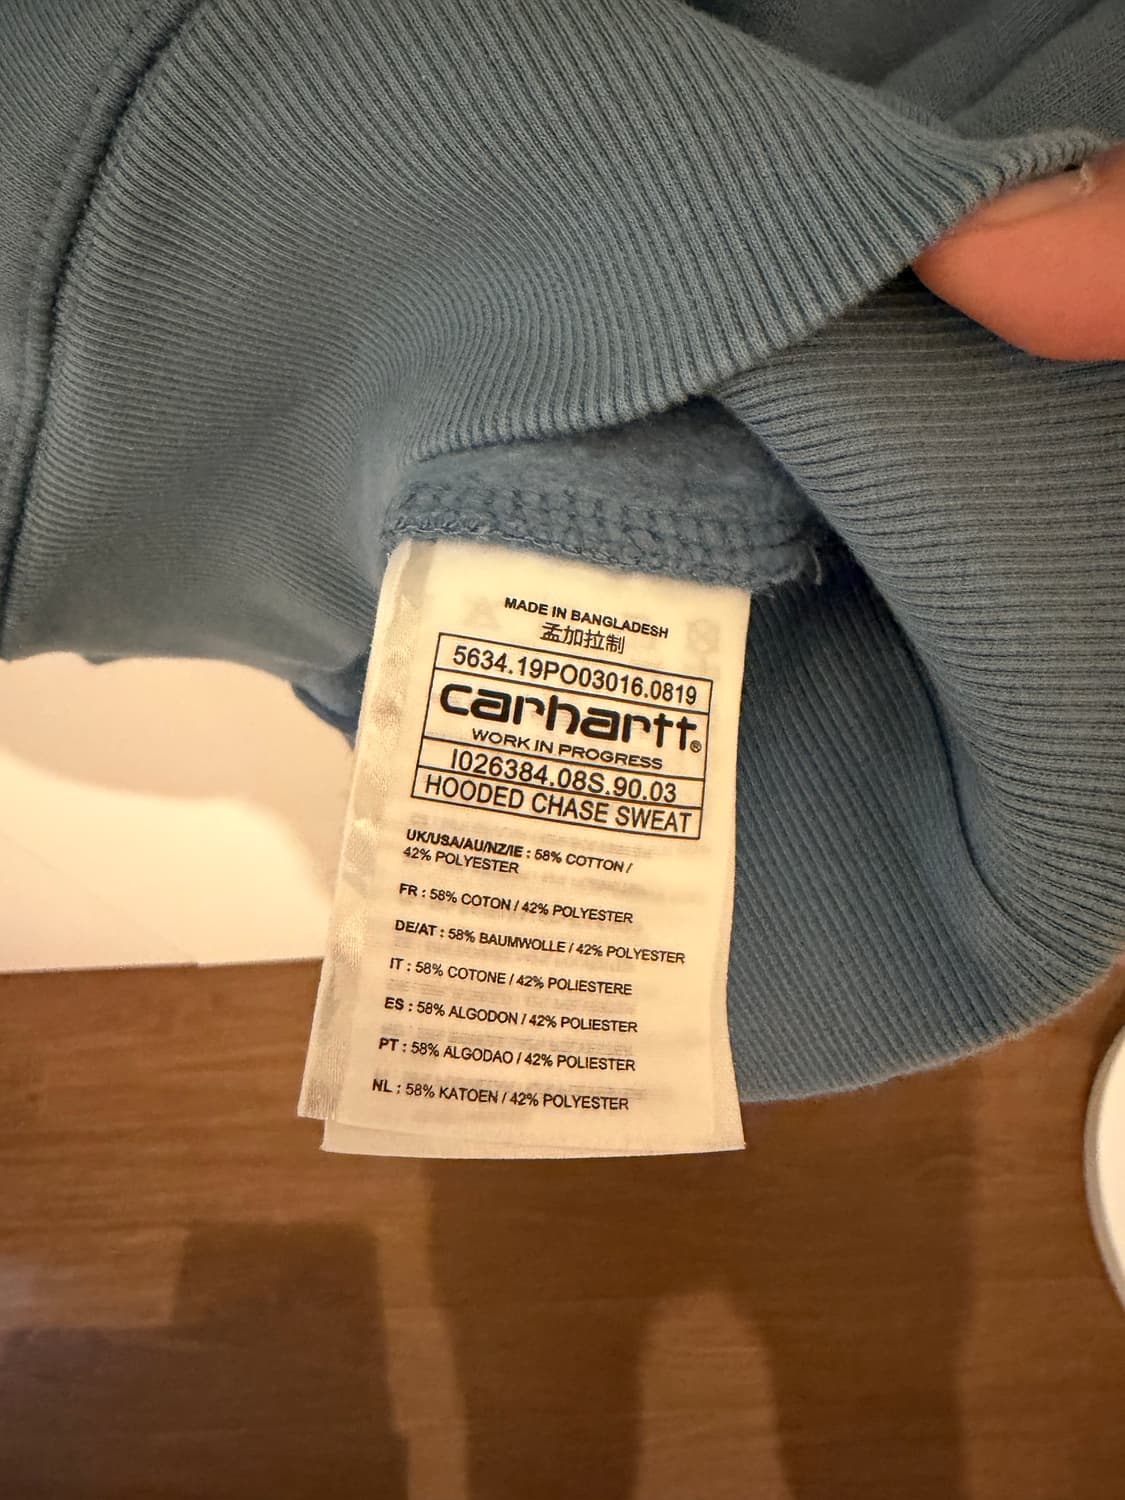 MADE IN BANGLADESH
孟加拉制
5634.19PO03016.0819
carhartt®
WORK IN PROGRESS
I026384.08S.90.03
HOODED CHASE SWEAT
UK/USA/AU/NZ/IE : 58% COTTON /
42% POLYESTER
FR : 58% COTON / 42% POLYESTER
DE/AT : 58% BAUMWOLLE / 42% POLYESTER
IT : 58% COTONE / 42% POLIESTERE
ES : 58% ALGODON / 42% POLIESTER
PT : 58% ALGODAO / 42% POLIESTER
NL : 58% KATOEN / 42% POLYESTER